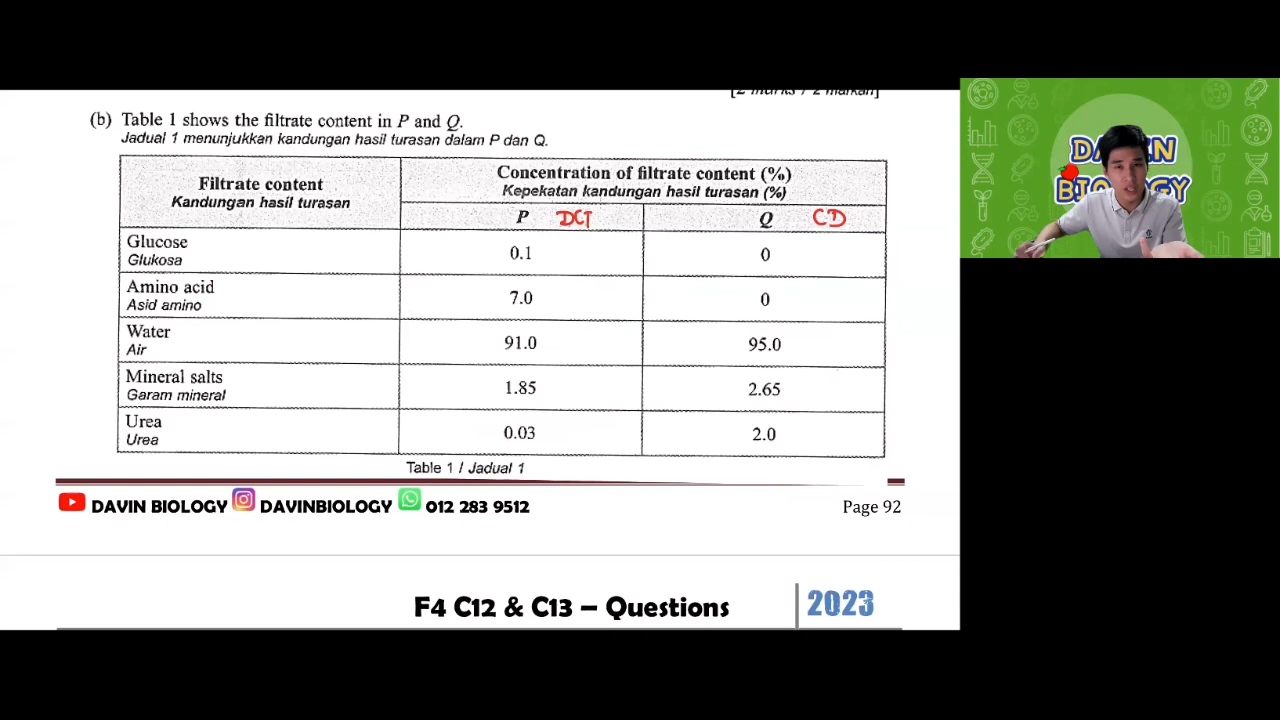 [2 marks / 2 markah]
(b) Table 1 shows the filtrate content in P and Q.
Jadual 1 menunjukkan kandungan hasil turasan dalam P dan Q.
Filtrate content
Kandungan hasil turasan
Concentration of filtrate content (%)
Kepekatan kandungan hasil turasan (%)
P DCT
Q CD
Glucose
Glukosa
0.1
0
Amino acid
Asid amino
7.0
0
Water
Air
91.0
95.0
Mineral salts
Garam mineral
1.85
2.65
Urea
Urea
0.03
2.0
Table 1 / Jadual 1
DAVIN BIOLOGY DAVINBIOLOGY 012 283 9512
Page 92
F4 C12 & C13 – Questions
2023